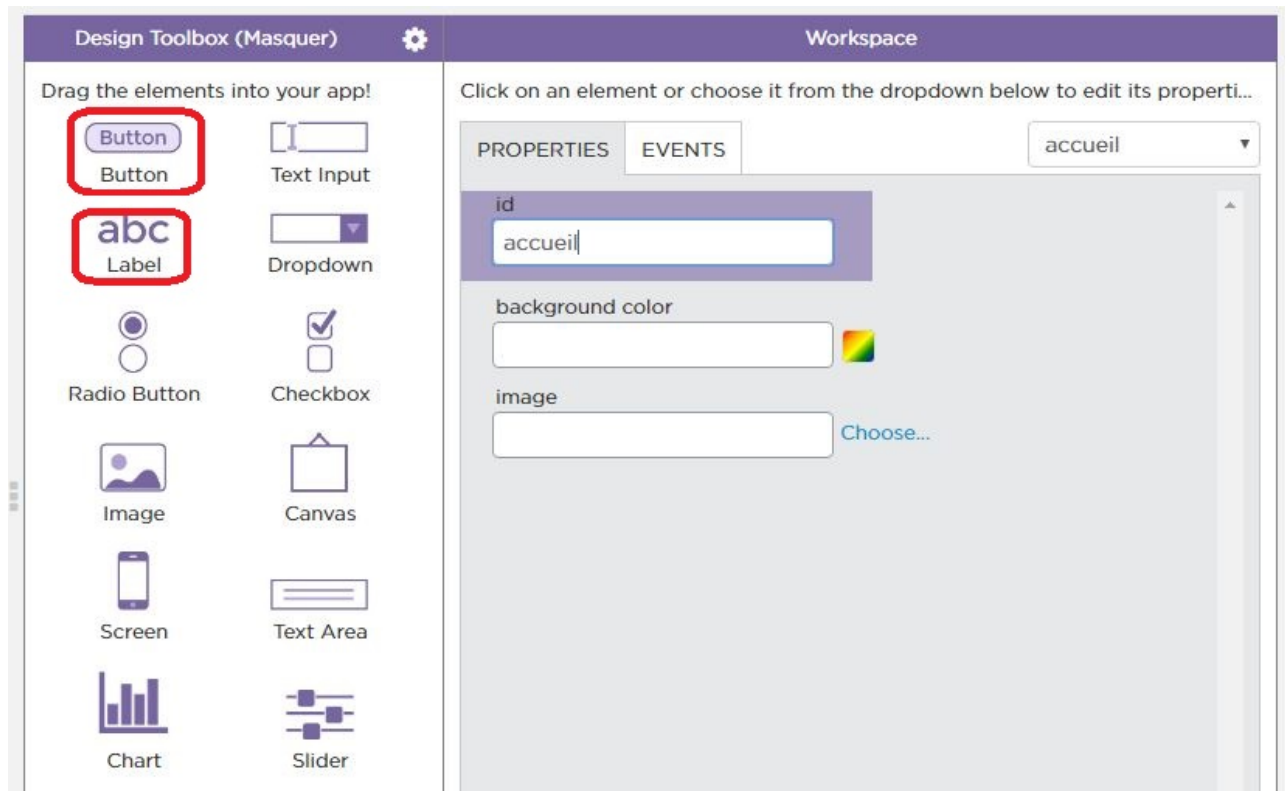 Design Toolbox (Masquer)
Workspace
Drag the elements into your app!
Button
Button
Text Input
abc
Label
Dropdown
Radio Button
Checkbox
Image
Canvas
Screen
Text Area
Chart
Slider
Click on an element or choose it from the dropdown below to edit its properti...
PROPERTIES
EVENTS
accueil
id
accueil
background color
image
Choose...